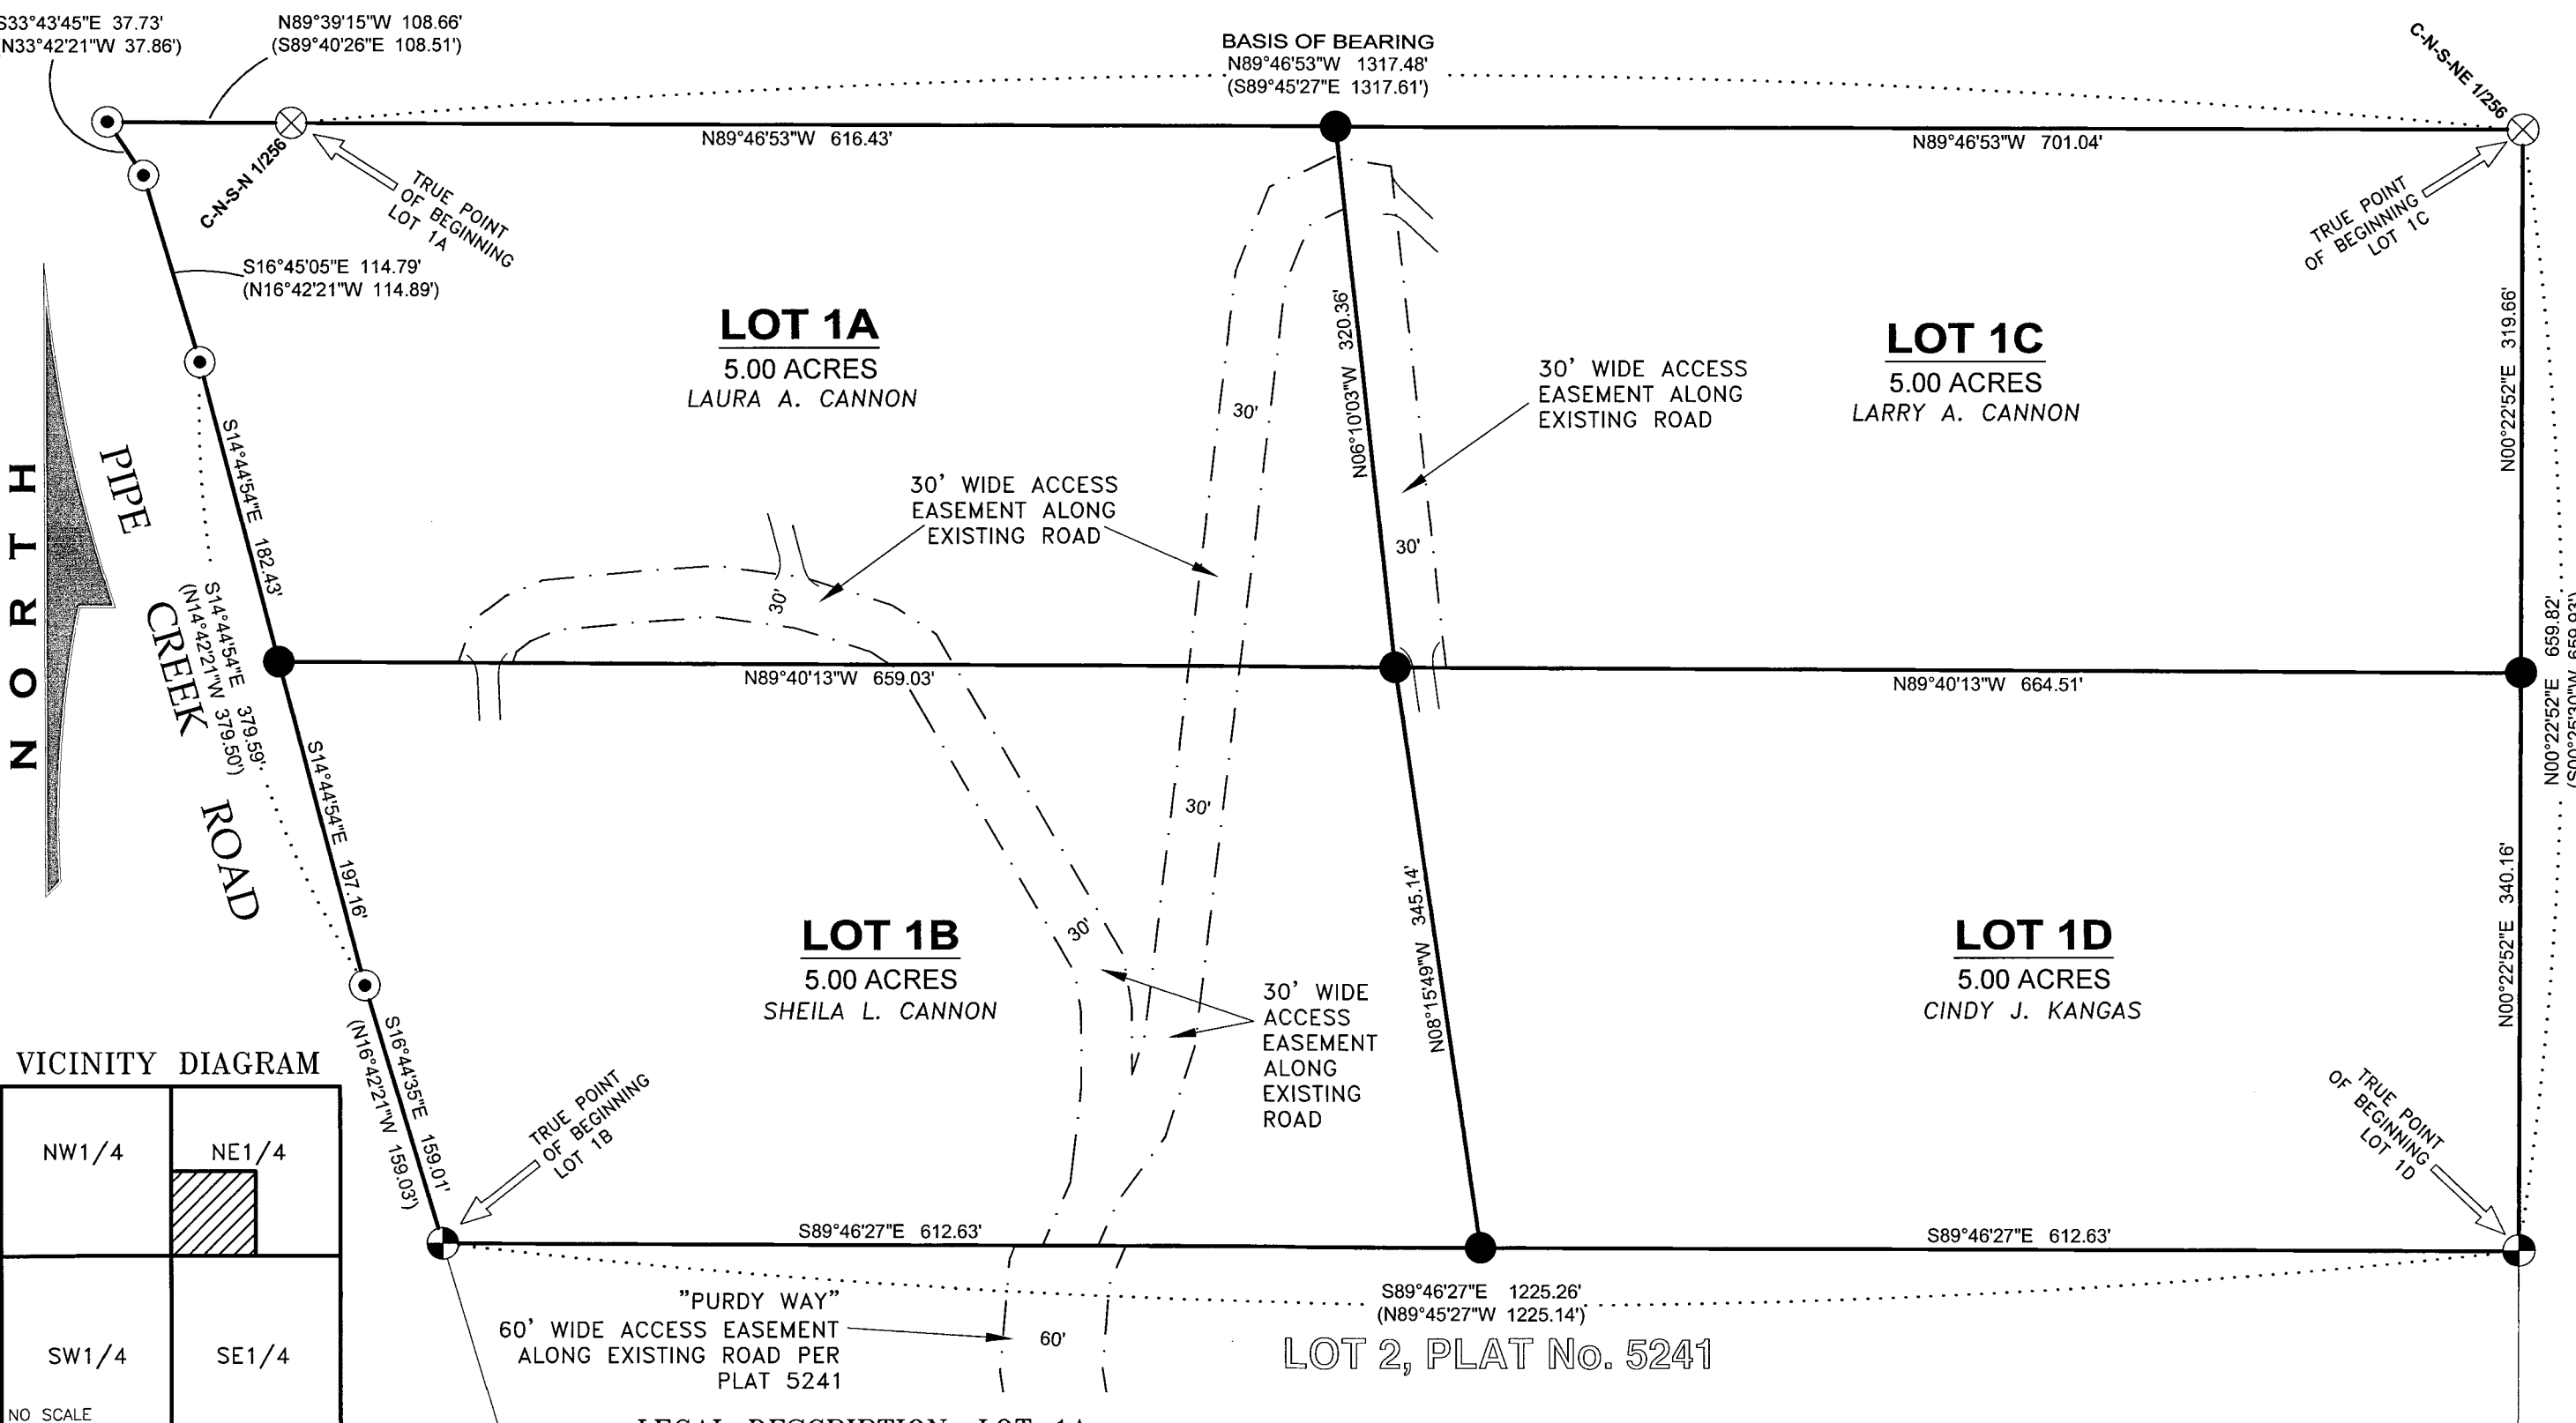 S33°43'45"E 37.73'
(N33°42'21"W 37.86')
N89°39'15"W 108.66'
(S89°40'26"E 108.51')
BASIS OF BEARING
N89°46'53"W 1317.48'
(S89°45'27"E 1317.61')
C-N-S-NE 1/256
N89°46'53"W 616.43'
N89°46'53"W 701.04'
C-N-S-N 1/256
TRUE POINT
OF BEGINNING
LOT 1A
TRUE POINT
OF BEGINNING
LOT 1C
S16°45'05"E 114.79'
(N16°42'21"W 114.89')
LOT 1A
5.00 ACRES
LAURA A. CANNON
LOT 1C
5.00 ACRES
LARRY A. CANNON
N06°10'03"W 320.36'
N00°22'52"E 319.66'
30'
30' WIDE ACCESS
EASEMENT ALONG
EXISTING ROAD
30' WIDE ACCESS
EASEMENT ALONG
EXISTING ROAD
30'
30'
NORTH
PIPE
CREEK
ROAD
S14°44'54"E 182.43'
S14°44'54"E 379.59'
(N14°42'21"W 379.50')
N89°40'13"W 659.03'
N89°40'13"W 664.51'
N00°22'52"E 659.82'
(S00°25'30"W 659.93')
S14°44'54"E 197.16'
30'
30'
N08°15'49"W 345.14'
N00°22'52"E 340.16'
LOT 1B
5.00 ACRES
SHEILA L. CANNON
LOT 1D
5.00 ACRES
CINDY J. KANGAS
30' WIDE
ACCESS
EASEMENT
ALONG
EXISTING
ROAD
S16°44'35"E 159.01'
(N16°42'21"W 159.03')
TRUE POINT
OF BEGINNING
LOT 1B
TRUE POINT
OF BEGINNING
LOT 1D
VICINITY DIAGRAM
NW1/4
NE1/4
SW1/4
SE1/4
NO SCALE
S89°46'27"E 612.63'
S89°46'27"E 612.63'
S89°46'27"E 1225.26'
(N89°45'27"W 1225.14')
"PURDY WAY"
60' WIDE ACCESS EASEMENT
ALONG EXISTING ROAD PER
PLAT 5241
60'
LOT 2, PLAT No. 5241
LEGAL DESCRIPTION LOT 1A